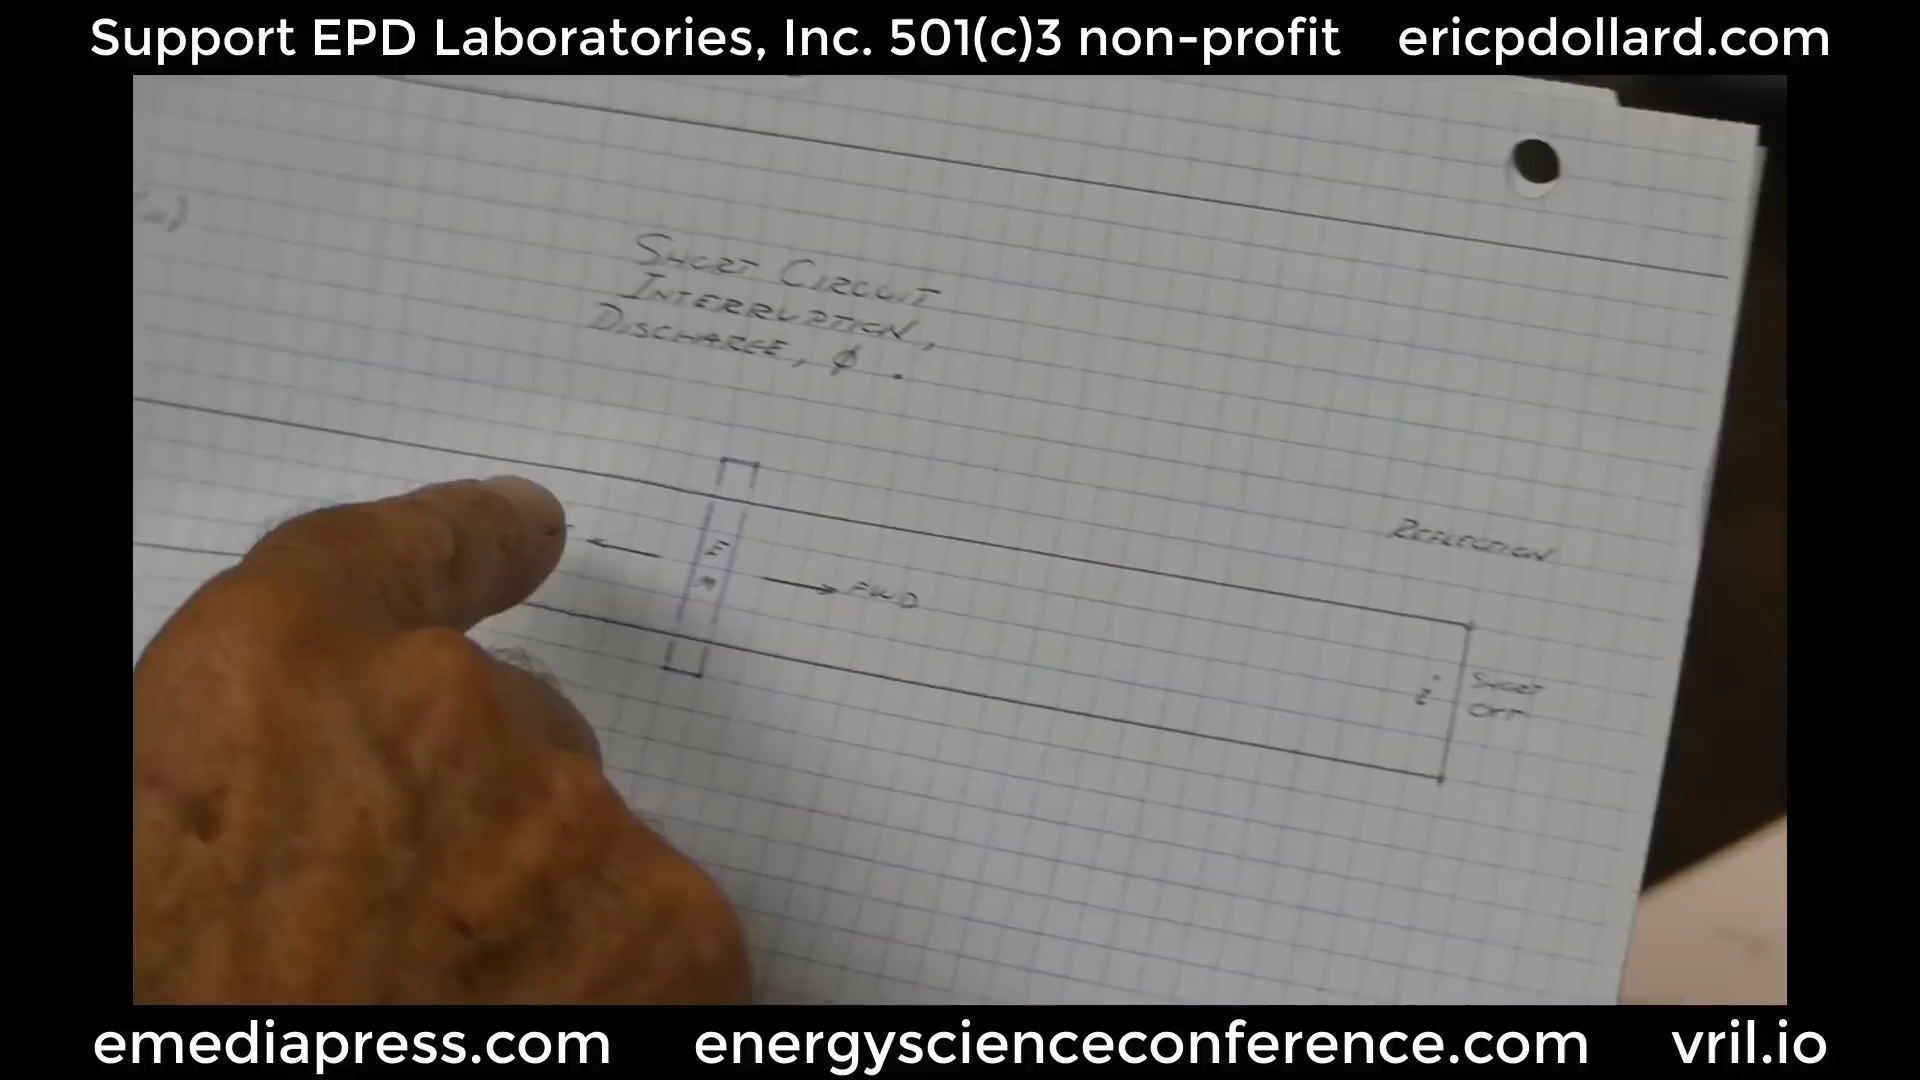 Support EPD Laboratories, Inc. 501(c)3 non-profit ericpdollard.com
SHORT CIRCUIT
INTERRUPTION,
DISCHARGE, ϕ.
REFLECTION
E
M
FWD
i
SHORT
OFF
emediapress.com energyscienceconference.com vril.io